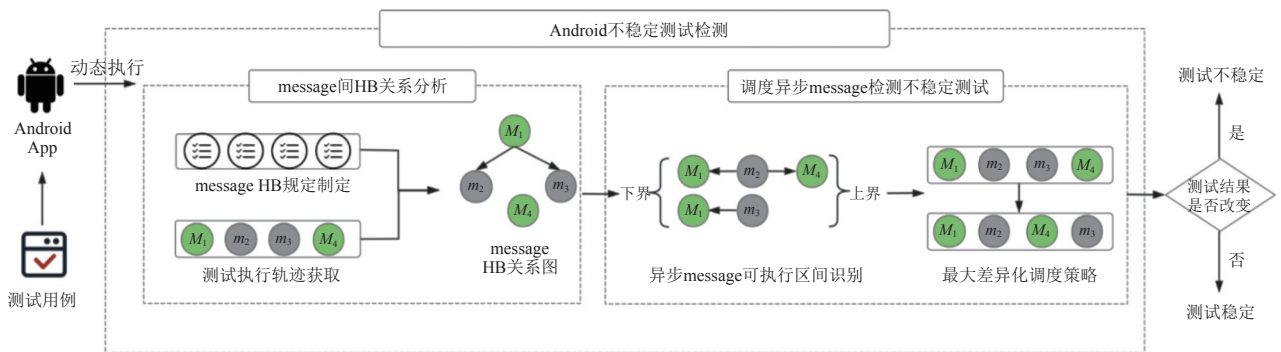 Android不稳定测试检测
动态执行
Android
App
测试用例
message间HB关系分析
message HB规定制定
M1 m2 m3 M4
测试执行轨迹获取
M1
m2 m3
M4
message
HB关系图
调度异步message检测不稳定测试
下界
M1 m2 M4
M1 m3
上界
异步message可执行区间识别
M1 m2 m3 M4
M1 m2 M4 m3
最大差异化调度策略
测试不稳定
是
测试结果
是否改变
否
测试稳定